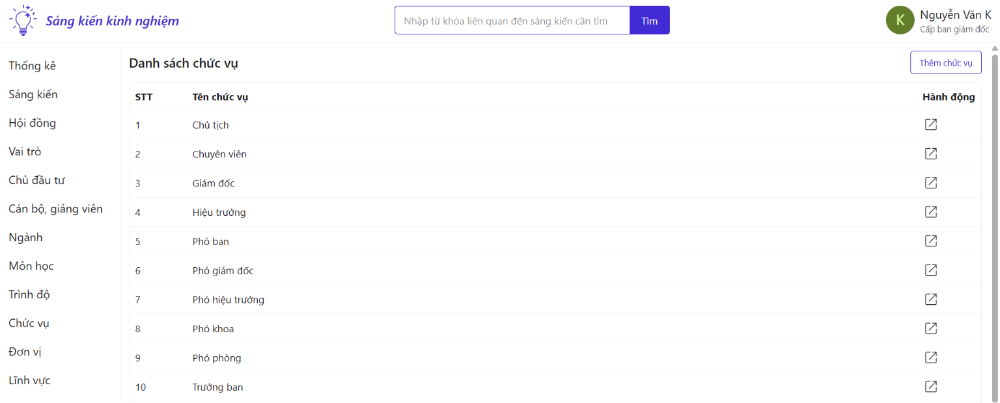 Sáng kiến kinh nghiệm
Nhập từ khóa liên quan đến sáng kiến cần tìm
Tìm
K
Nguyễn Văn K
Cấp ban giám đốc
Thống kê
Sáng kiến
Hội đồng
Vai trò
Chủ đầu tư
Cán bộ, giảng viên
Ngành
Môn học
Trình độ
Chức vụ
Đơn vị
Lĩnh vực
Danh sách chức vụ
Thêm chức vụ
STT Tên chức vụ Hành động
1 Chủ tịch
2 Chuyên viên
3 Giám đốc
4 Hiệu trưởng
5 Phó ban
6 Phó giám đốc
7 Phó hiệu trưởng
8 Phó khoa
9 Phó phòng
10 Trưởng ban